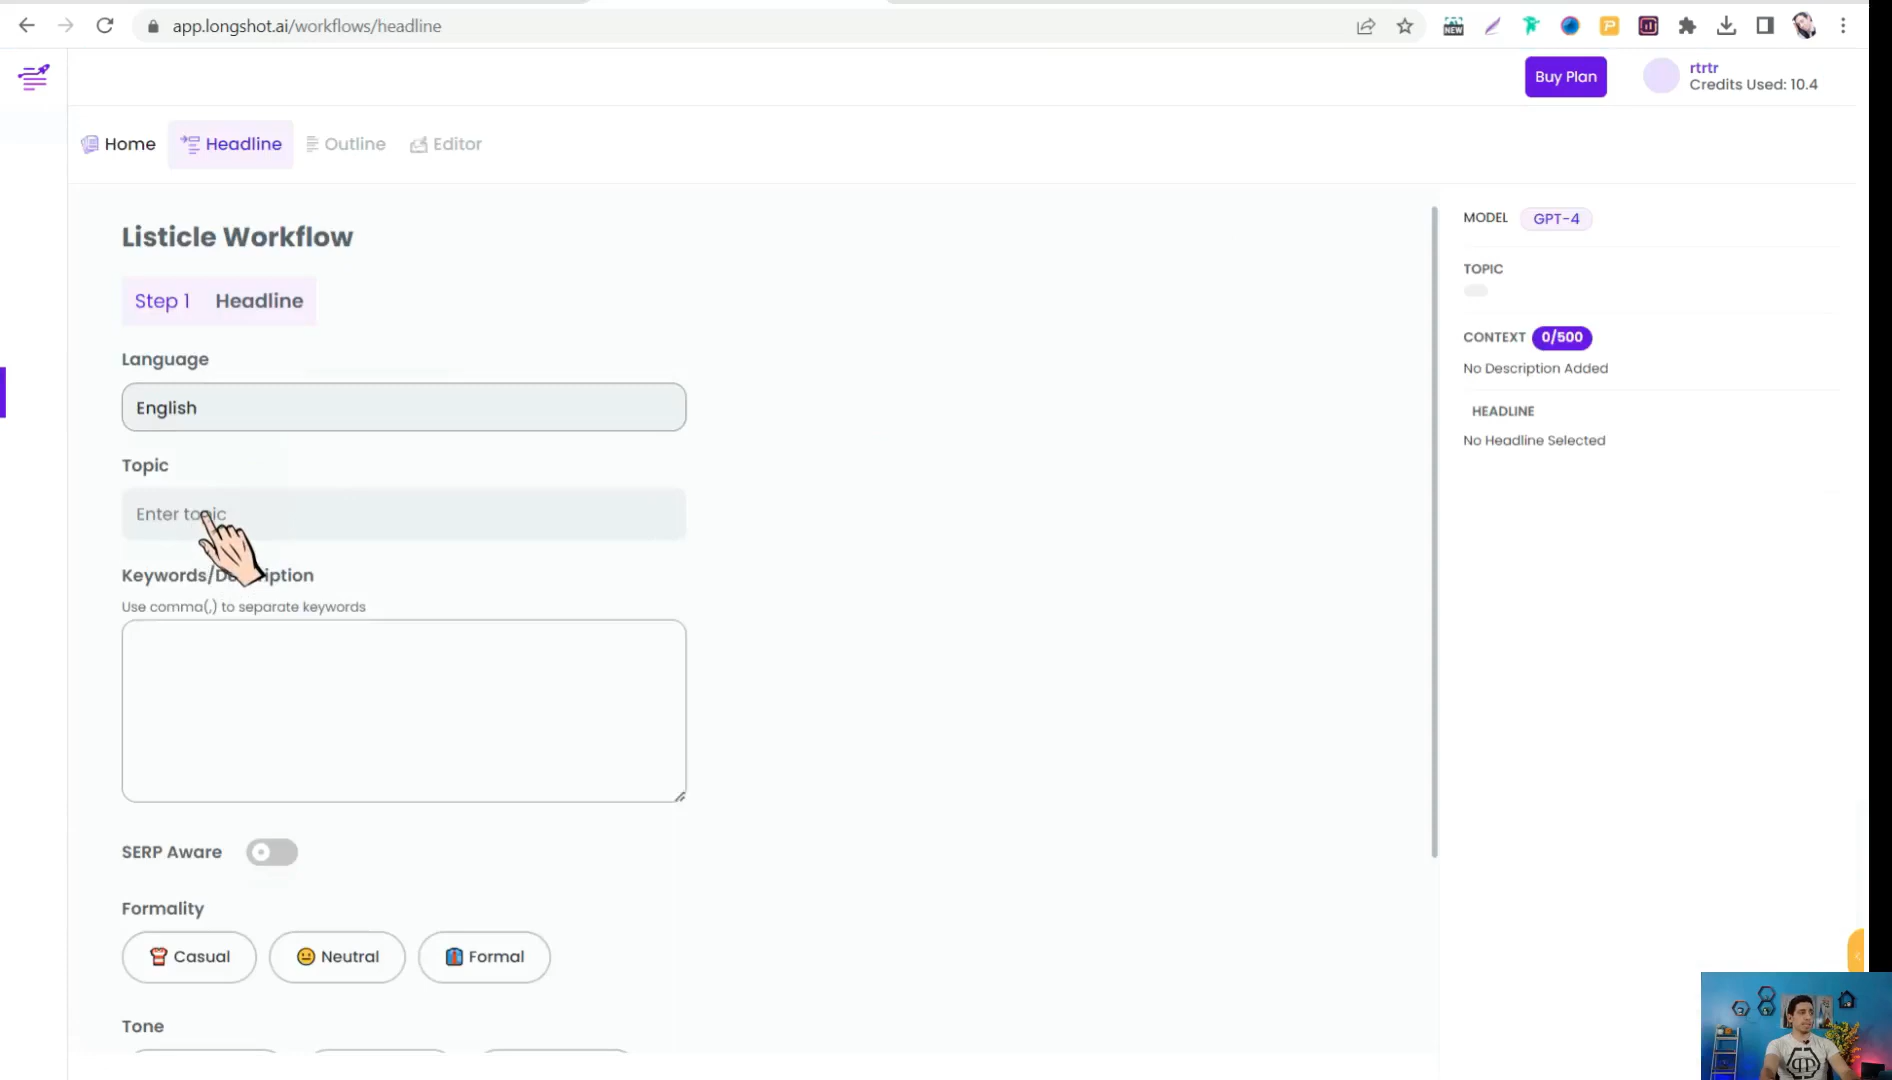 app.longshot.ai/workflows/headline
NEW
Buy Plan
rtrtr
Credits Used: 10.4
Home
Headline
Outline
Editor
Listicle Workflow
Step 1 Headline
Language
English
Topic
Enter topic
Keywords/Description
Use comma(,) to separate keywords
SERP Aware
Formality
Casual
Neutral
Formal
Tone
MODEL GPT-4
TOPIC
CONTEXT 0/500
No Description Added
HEADLINE
No Headline Selected